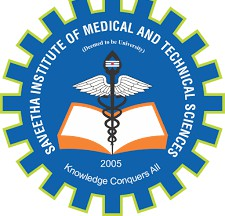 SAVEETHA INSTITUTE OF MEDICAL AND TECHNICAL SCIENCES
(Deemed to be University)
2005
Knowledge Conquers All